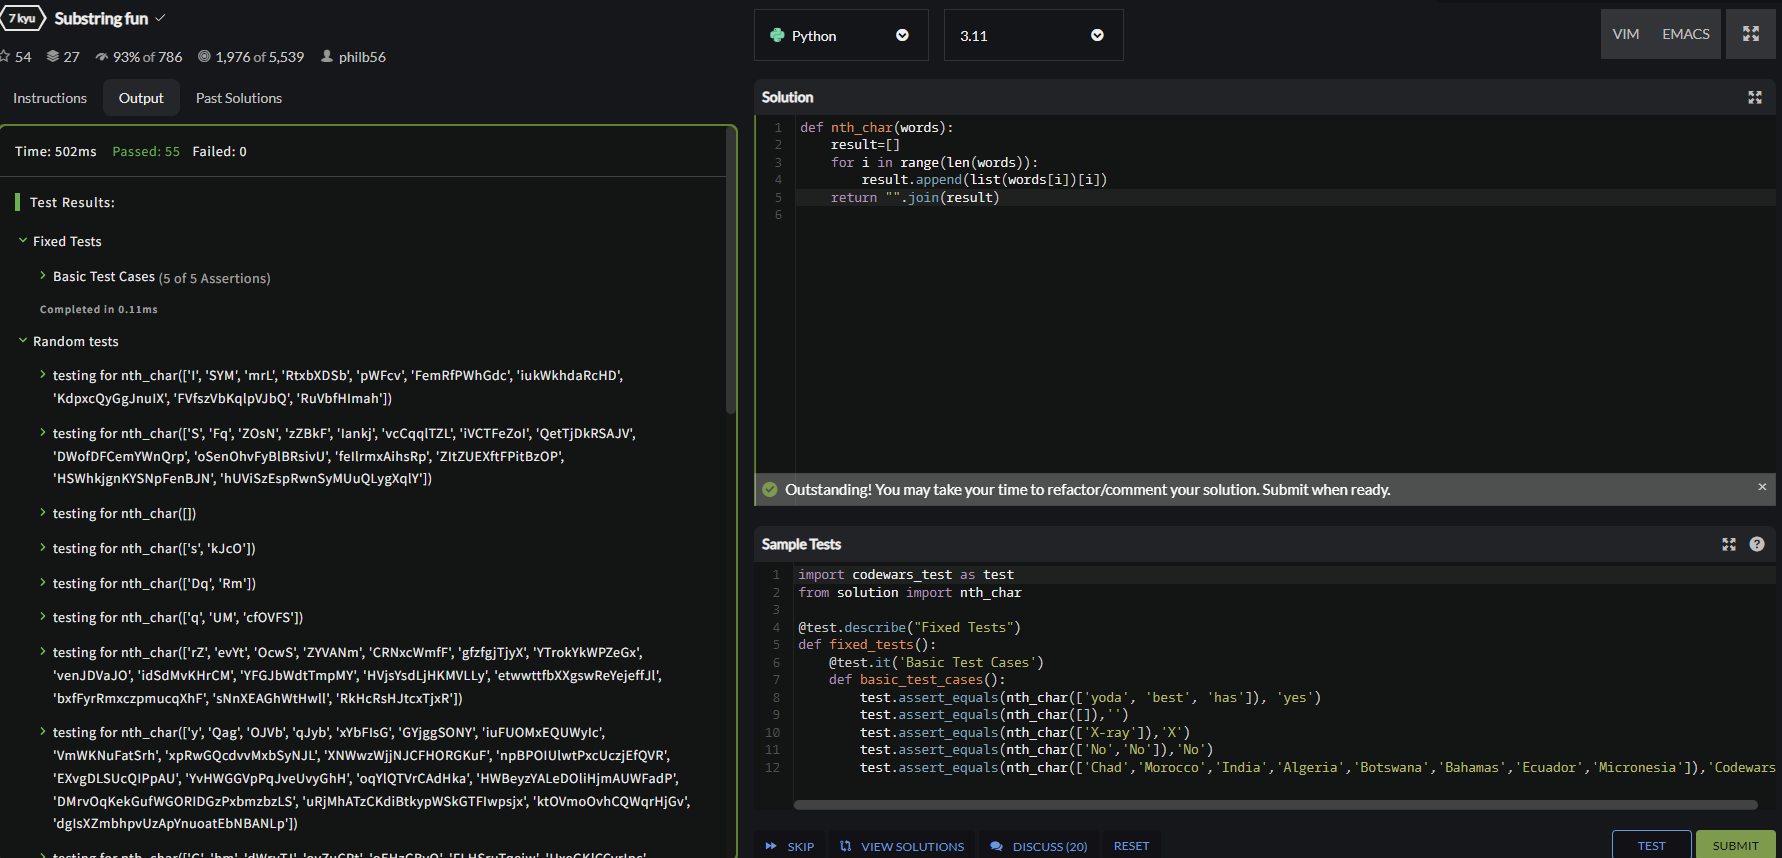 7 kyu Substring fun
54 27 93% of 786 1,976 of 5,539 philb56
Instructions Output Past Solutions
Time: 502ms Passed: 55 Failed: 0
Test Results:
Fixed Tests
Basic Test Cases (5 of 5 Assertions)
Completed in 0.11ms
Random tests
testing for nth_char(['I', 'SYM', 'mrL', 'RtxbXDSb', 'pWFcv', 'FemRfPWhGdc', 'iukWkhdaRcHD',
'KdpxcQyGgJnuIX', 'FVfszVbKqlpVJbQ', 'RuVbfHImah'])
testing for nth_char(['S', 'Fq', 'ZOsN', 'zZBkF', 'Iankj', 'vcCqqlTZL', 'iVCTFeZoI', 'QetTjDkRSAJV',
'DWofDFCemYWnQrp', 'oSenOhvFyBlBRsivU', 'feIlrmxAihsRp', 'ZItZUEXftFPitBzOP',
'HSWhkjgnKYSNpFenBJN', 'hUViSzEspRwnSyMUuQLygXqlY'])
testing for nth_char([])
testing for nth_char(['s', 'kJcO'])
testing for nth_char(['Dq', 'Rm'])
testing for nth_char(['q', 'UM', 'cfOVFS'])
testing for nth_char(['rZ', 'evYt', 'OcwS', 'ZYVANm', 'CRNxcWmfF', 'gfzfgjTjyX', 'YTrokYkWPZeGx',
'venJDVaJO', 'idSdMvKHrCM', 'YFGJbWdtTmpMY', 'HVjsYsdLjHKMVLLy', 'etwwttfbXXgswReYejeffJl',
'bxfFyrRmxczpmucqXhF', 'sNnXEAGhWtHwll', 'RkHcRsHJtcxTjxR'])
testing for nth_char(['y', 'Qag', 'OJVb', 'qJyb', 'xYbFIsG', 'GYjggSONY', 'iuFUOMxEQUWyIc',
'VmWKNuFatSrh', 'xpRwGQcdvvMxbSyNJL', 'XNWwzWjjNJCFHORGKuF', 'npBPOIUlwtPxcUczjEfQVR',
'EXvgDLSUcQIPpAU', 'YvHWGGVpPqJveUvyGhH', 'oqYlQTVrCAdHka', 'HWBeyzYALeDOliHjmAUWFadP',
'DMrvOqKekGufWGORIDGzPxbmzbzLS', 'uRjMhATzCKdiBtkypWSkGTFIwpsjx', 'ktOVmoOvhCQWqrHjGv',
'dgIsXZmbhpvUzApYnuoatEbNBANLp'])
Python 3.11 VIM EMACS
Solution
1 def nth_char(words):
2 result=[]
3 for i in range(len(words)):
4 result.append(list(words[i])[i])
5 return "".join(result)
6
Outstanding! You may take your time to refactor/comment your solution. Submit when ready.
Sample Tests
1 import codewars_test as test
2 from solution import nth_char
3
4 @test.describe("Fixed Tests")
5 def fixed_tests():
6 @test.it('Basic Test Cases')
7 def basic_test_cases():
8 test.assert_equals(nth_char(['yoda', 'best', 'has']), 'yes')
9 test.assert_equals(nth_char([]),'')
10 test.assert_equals(nth_char(['X-ray']),'X')
11 test.assert_equals(nth_char(['No','No']),'No')
12 test.assert_equals(nth_char(['Chad','Morocco','India','Algeria','Botswana','Bahamas','Ecuador','Micronesia']),'Codewars
SKIP VIEW SOLUTIONS DISCUSS (20) RESET TEST SUBMIT